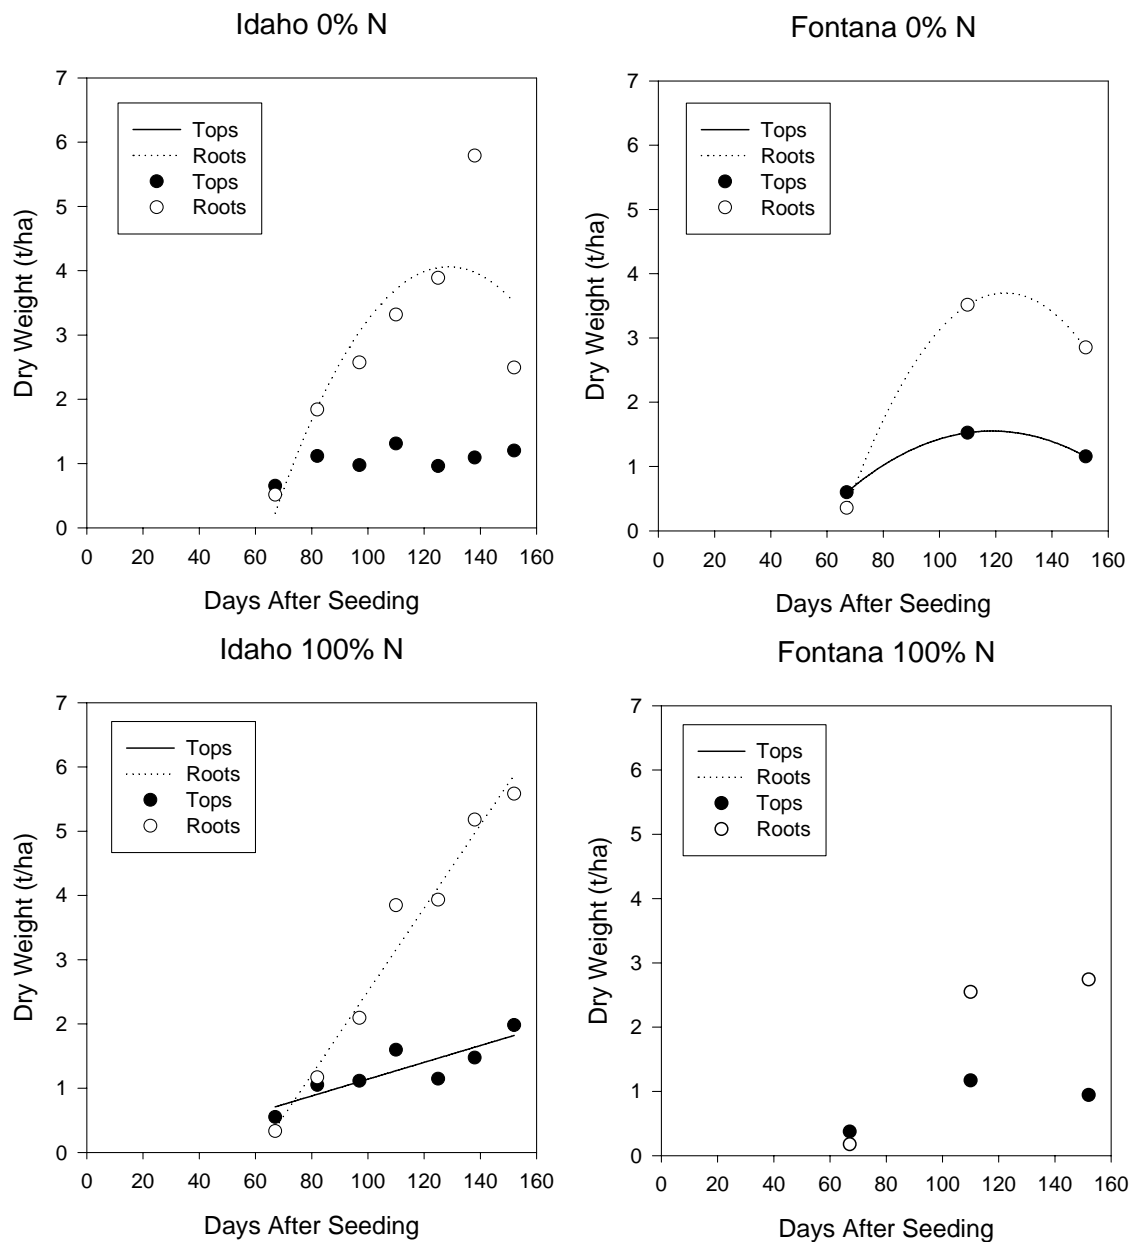 Idaho 0% N
7
6
5
4
3
2
1
0
Dry Weight (t/ha)
Tops
Roots
Tops
Roots
0 20 40 60 80 100 120 140 160
Days After Seeding
Fontana 0% N
7
6
5
4
3
2
1
0
Dry Weight (t/ha)
Tops
Roots
Tops
Roots
0 20 40 60 80 100 120 140 160
Days After Seeding
Idaho 100% N
7
6
5
4
3
2
1
0
Dry Weight (t/ha)
Tops
Roots
Tops
Roots
0 20 40 60 80 100 120 140 160
Days After Seeding
Fontana 100% N
7
6
5
4
3
2
1
0
Dry Weight (t/ha)
Tops
Roots
Tops
Roots
0 20 40 60 80 100 120 140 160
Days After Seeding